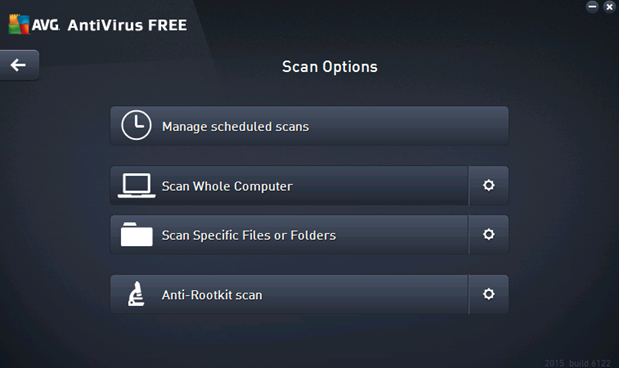 AVG. AntiVirus FREE
Scan Options
Manage scheduled scans
Scan Whole Computer
Scan Specific Files or Folders
Anti-Rootkit scan
2015 build 6122